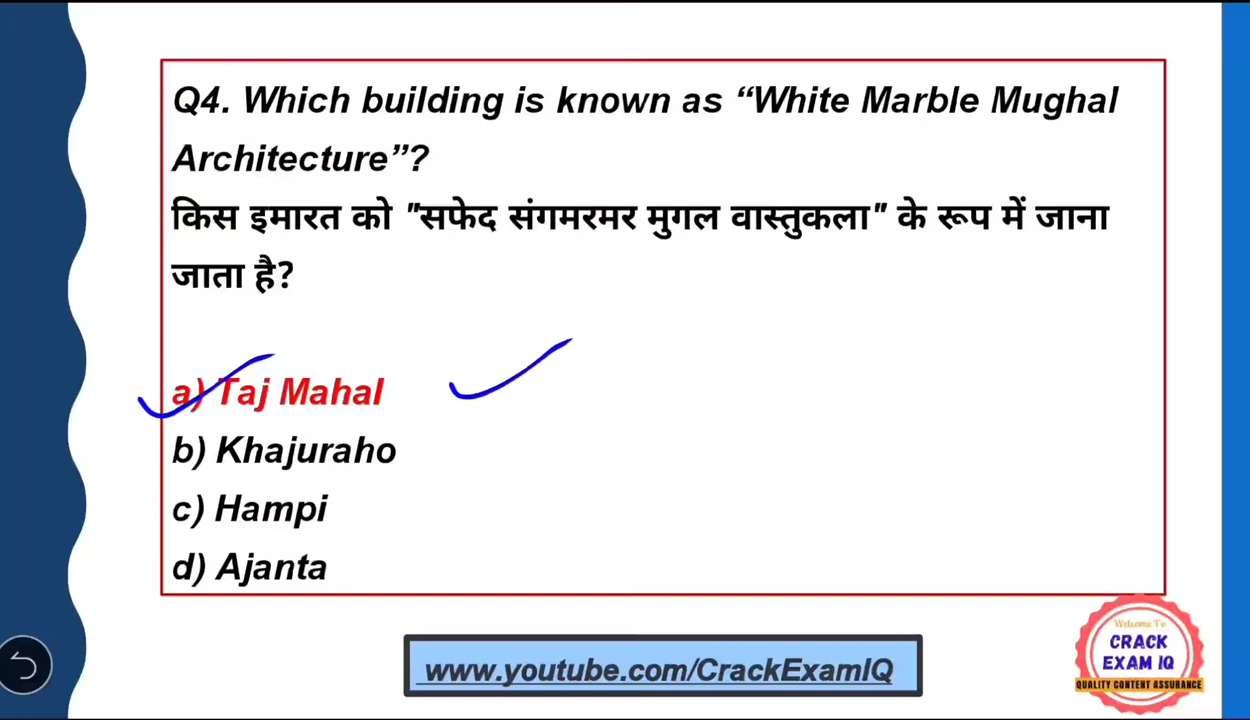 Q4. Which building is known as “White Marble Mughal
Architecture”?
किस इमारत को "सफेद संगमरमर मुगल वास्तुकला" के रूप में जाना
जाता है?
a) Taj Mahal
b) Khajuraho
c) Hampi
d) Ajanta
www.youtube.com/CrackExamIQ
Welcome To
CRACK
EXAM IQ
QUALITY CONTENT ASSURANCE